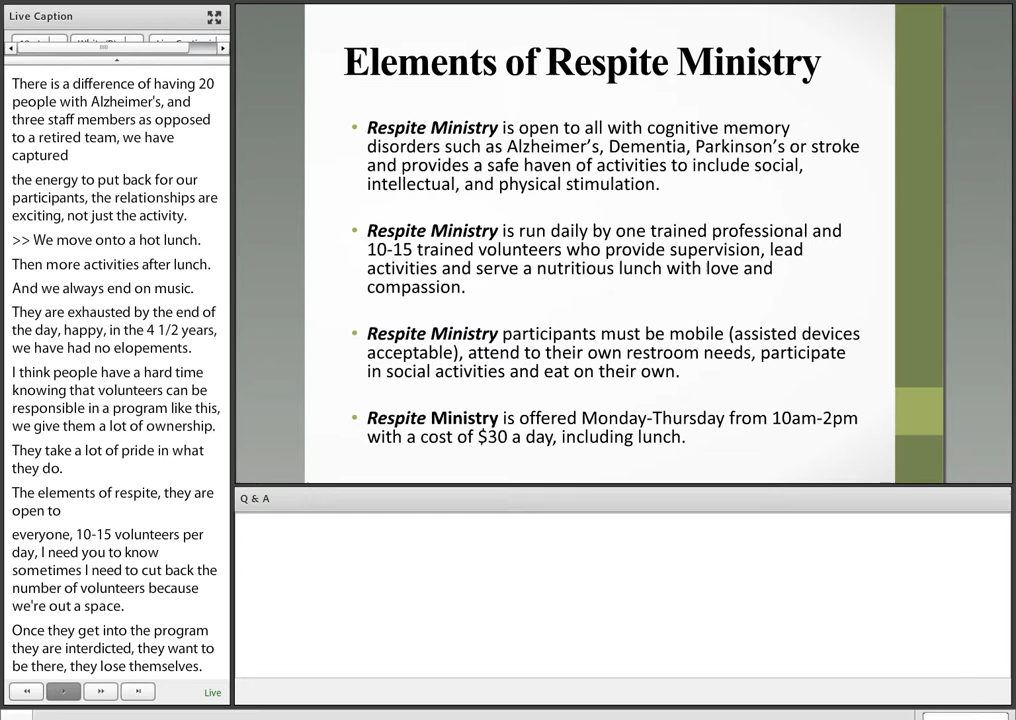 Live Caption
There is a difference of having 20
people with Alzheimer's, and
three staff members as opposed
to a retired team, we have
captured
the energy to put back for our
participants, the relationships are
exciting, not just the activity.
>> We move onto a hot lunch.
Then more activities after lunch.
And we always end on music.
They are exhausted by the end of
the day, happy, in the 4 1/2 years,
we have had no elopements.
I think people have a hard time
knowing that volunteers can be
responsible in a program like this,
we give them a lot of ownership.
They take a lot of pride in what
they do.
The elements of respite, they are
open to
everyone, 10-15 volunteers per
day, I need you to know
sometimes I need to cut back the
number of volunteers because
we're out a space.
Once they get into the program
they are interdicted, they want to
be there, they lose themselves.
Live
Elements of Respite Ministry
• Respite Ministry is open to all with cognitive memory
disorders such as Alzheimer's, Dementia, Parkinson's or stroke
and provides a safe haven of activities to include social,
intellectual, and physical stimulation.
• Respite Ministry is run daily by one trained professional and
10-15 trained volunteers who provide supervision, lead
activities and serve a nutritious lunch with love and
compassion.
• Respite Ministry participants must be mobile (assisted devices
acceptable), attend to their own restroom needs, participate
in social activities and eat on their own.
• Respite Ministry is offered Monday-Thursday from 10am-2pm
with a cost of $30 a day, including lunch.
Q & A